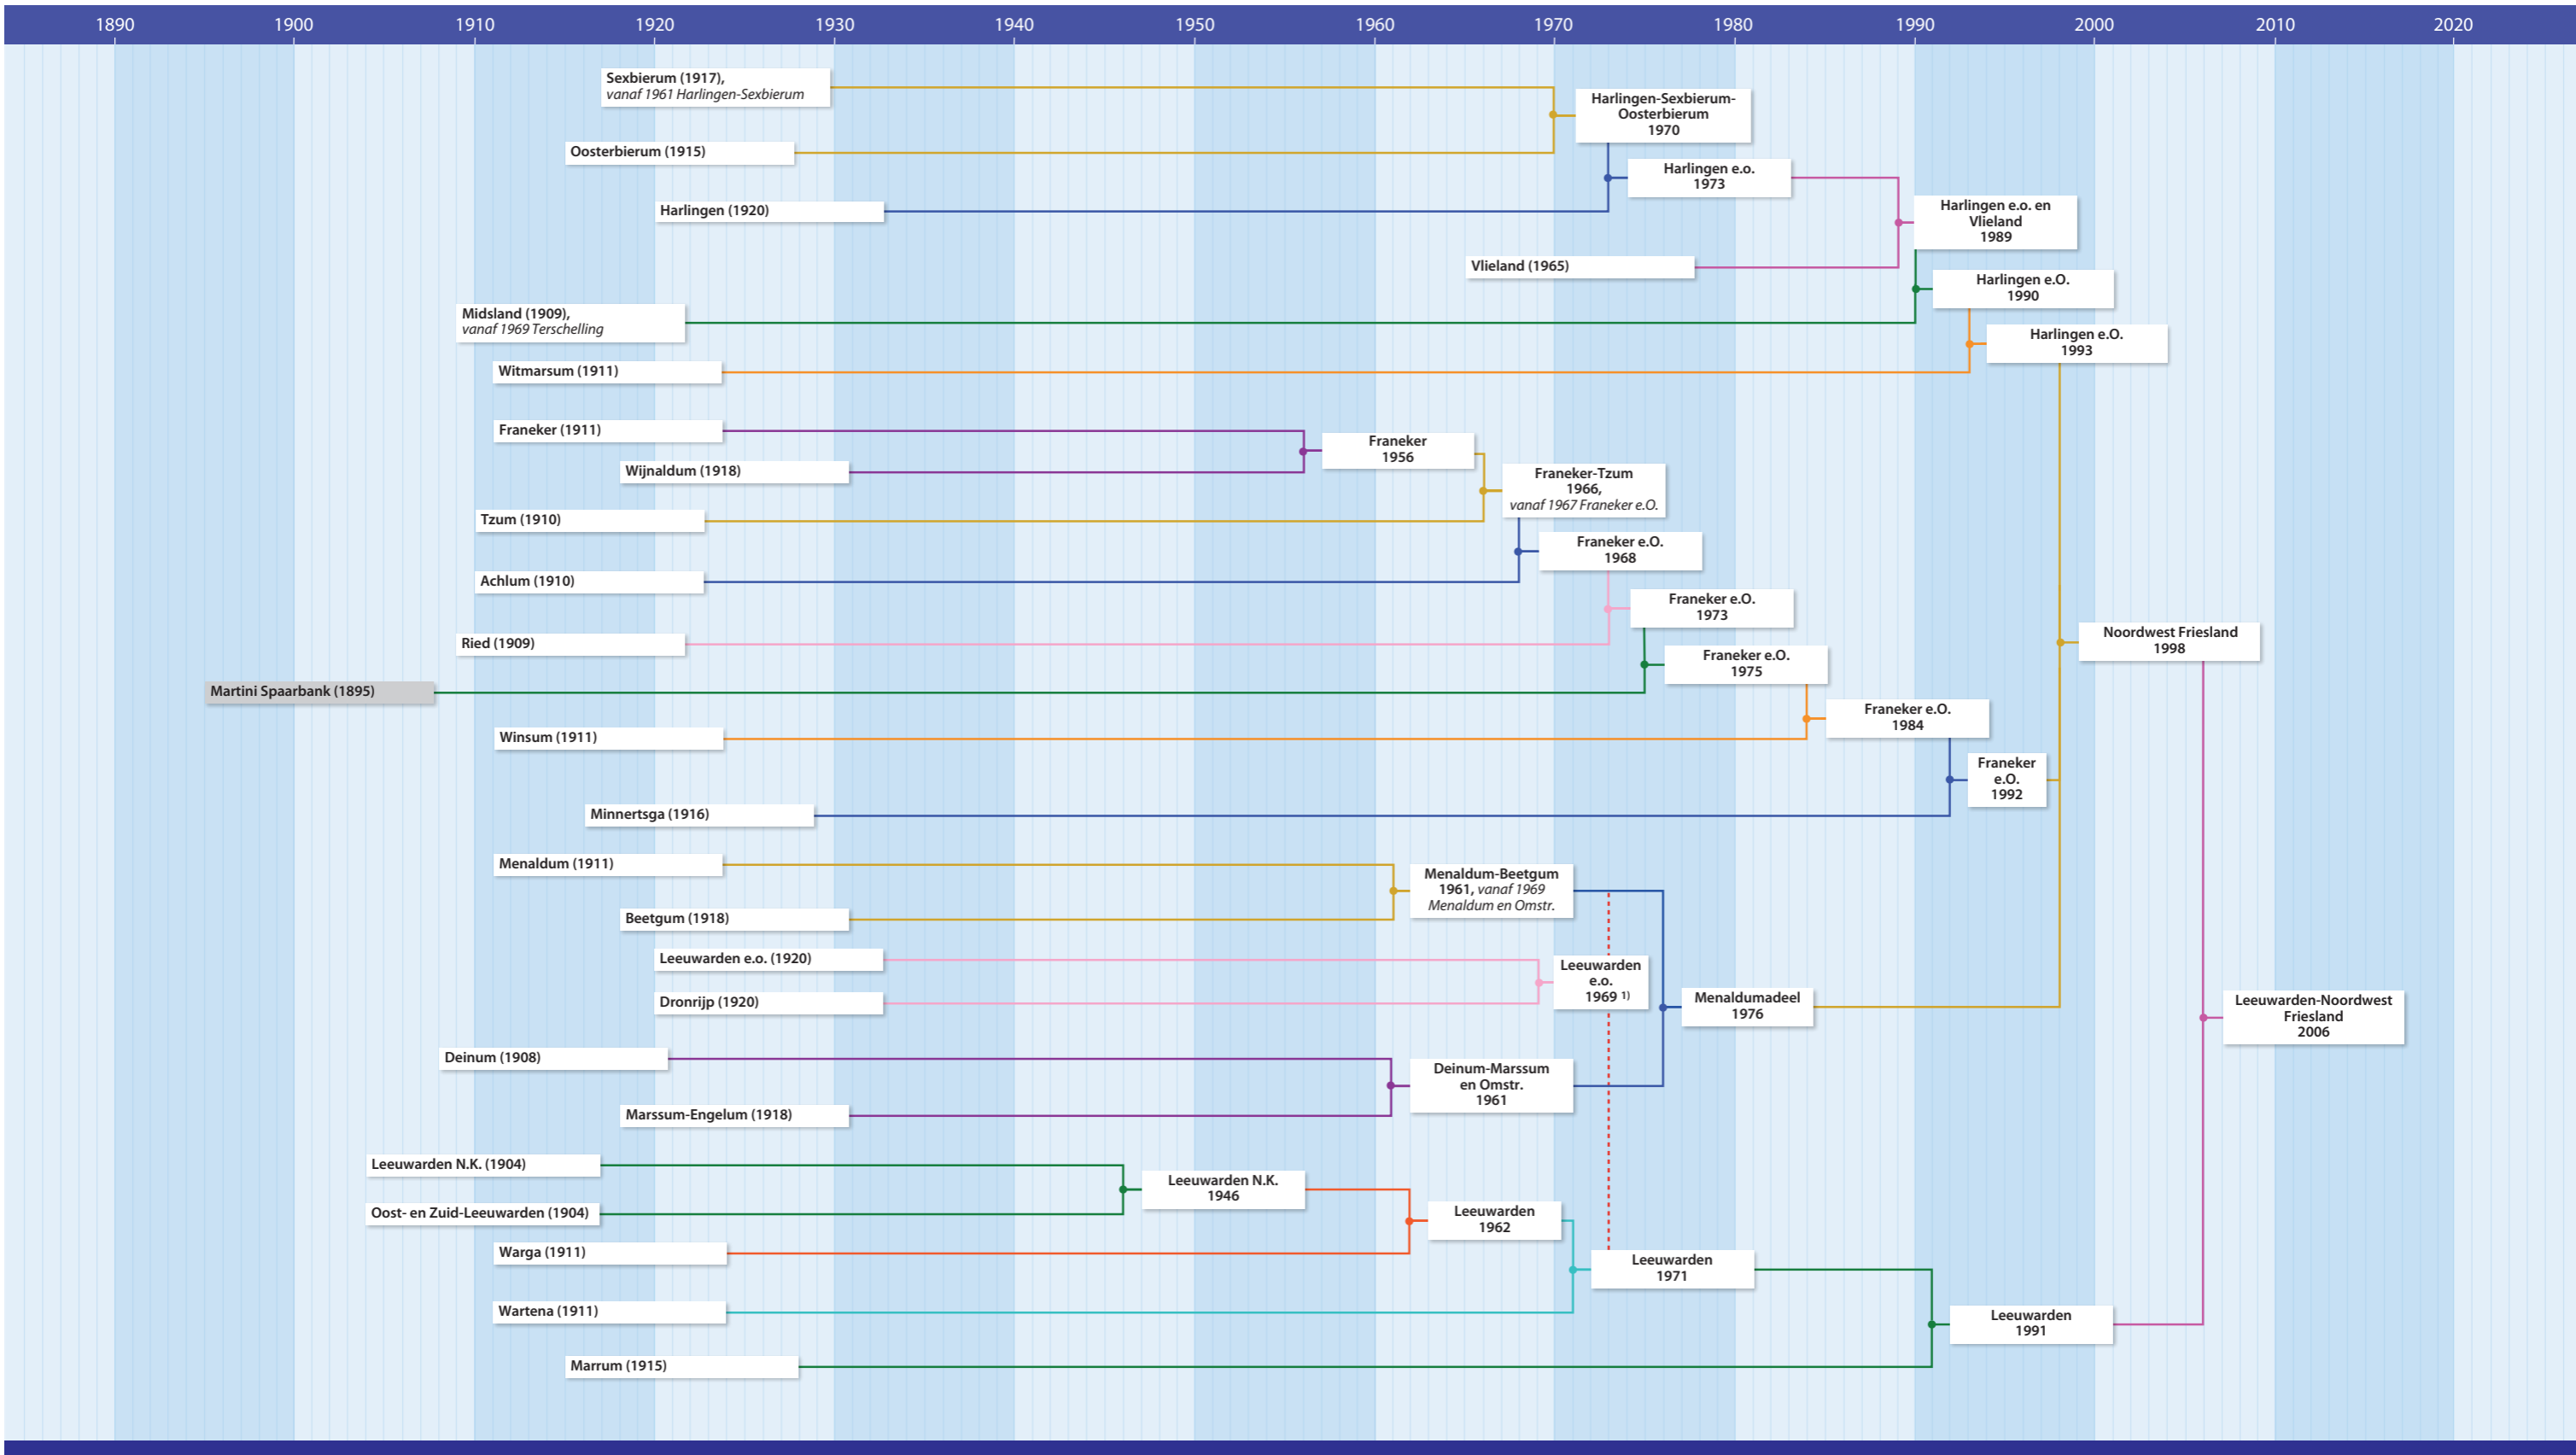 1890 1900 1910 1920 1930 1940 1950 1960 1970 1980 1990 2000 2010 2020
Sexbierum (1917),
vanaf 1961 Harlingen-Sexbierum
Harlingen-Sexbierum-
Oosterbierum
1970
Oosterbierum (1915)
Harlingen e.o.
1973
Harlingen (1920)
Harlingen e.o. en
Vlieland
1989
Vlieland (1965)
Harlingen e.O.
1990
Midsland (1909),
vanaf 1969 Terschelling
Harlingen e.O.
1993
Witmarsum (1911)
Franeker (1911)
Franeker
1956
Wijnaldum (1918)
Franeker-Tzum
1966,
vanaf 1967 Franeker e.O.
Tzum (1910)
Franeker e.O.
1968
Achlum (1910)
Franeker e.O.
1973
Ried (1909)
Noordwest Friesland
1998
Franeker e.O.
1975
Martini Spaarbank (1895)
Franeker e.O.
1984
Winsum (1911)
Franeker
e.O.
1992
Minnertsga (1916)
Menaldum (1911)
Menaldum-Beetgum
1961, vanaf 1969
Menaldum en Omstr.
Beetgum (1918)
Leeuwarden e.o. (1920)
Leeuwarden
e.o.
1969 1)
Dronrijp (1920)
Menaldumadeel
1976
Leeuwarden-Noordwest
Friesland
2006
Deinum (1908)
Deinum-Marssum
en Omstr.
1961
Marssum-Engelum (1918)
Leeuwarden N.K. (1904)
Leeuwarden N.K.
1946
Oost- en Zuid-Leeuwarden (1904)
Leeuwarden
1962
Warga (1911)
Leeuwarden
1971
Wartena (1911)
Leeuwarden
1991
Marrum (1915)